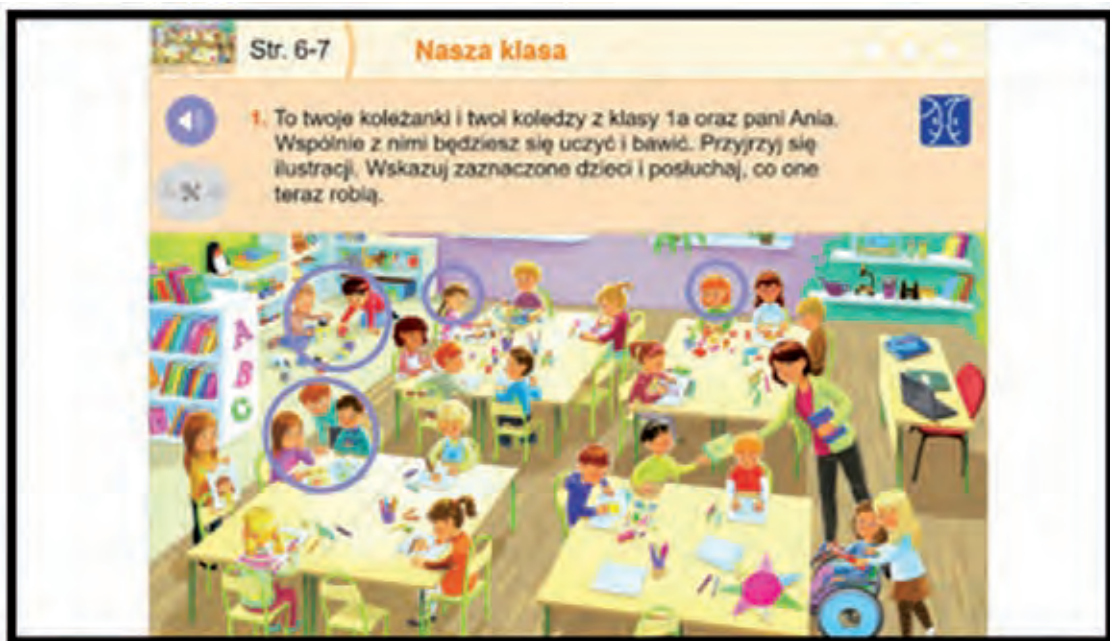 Str. 6-7
Nasza klasa
1. To twoje koleżanki i twoi koledzy z klasy 1a oraz pani Ania.
Wspólnie z nimi będziesz się uczyć i bawić. Przyjrzyj się
ilustracji. Wskazuj zaznaczone dzieci i posłuchaj, co one
teraz robią.
A
B
C